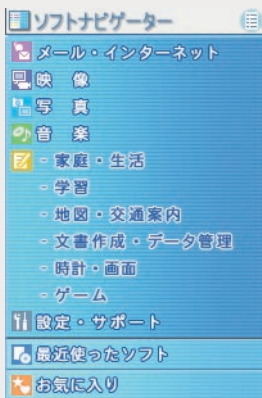 ソフトナビゲーター
メール・インターネット
映 像
写 真
音 楽
- 家庭・生活
- 学習
- 地図・交通案内
- 文書作成・データ管理
- 時計・画面
- ゲーム
設定・サポート
最近使ったソフト
お気に入り